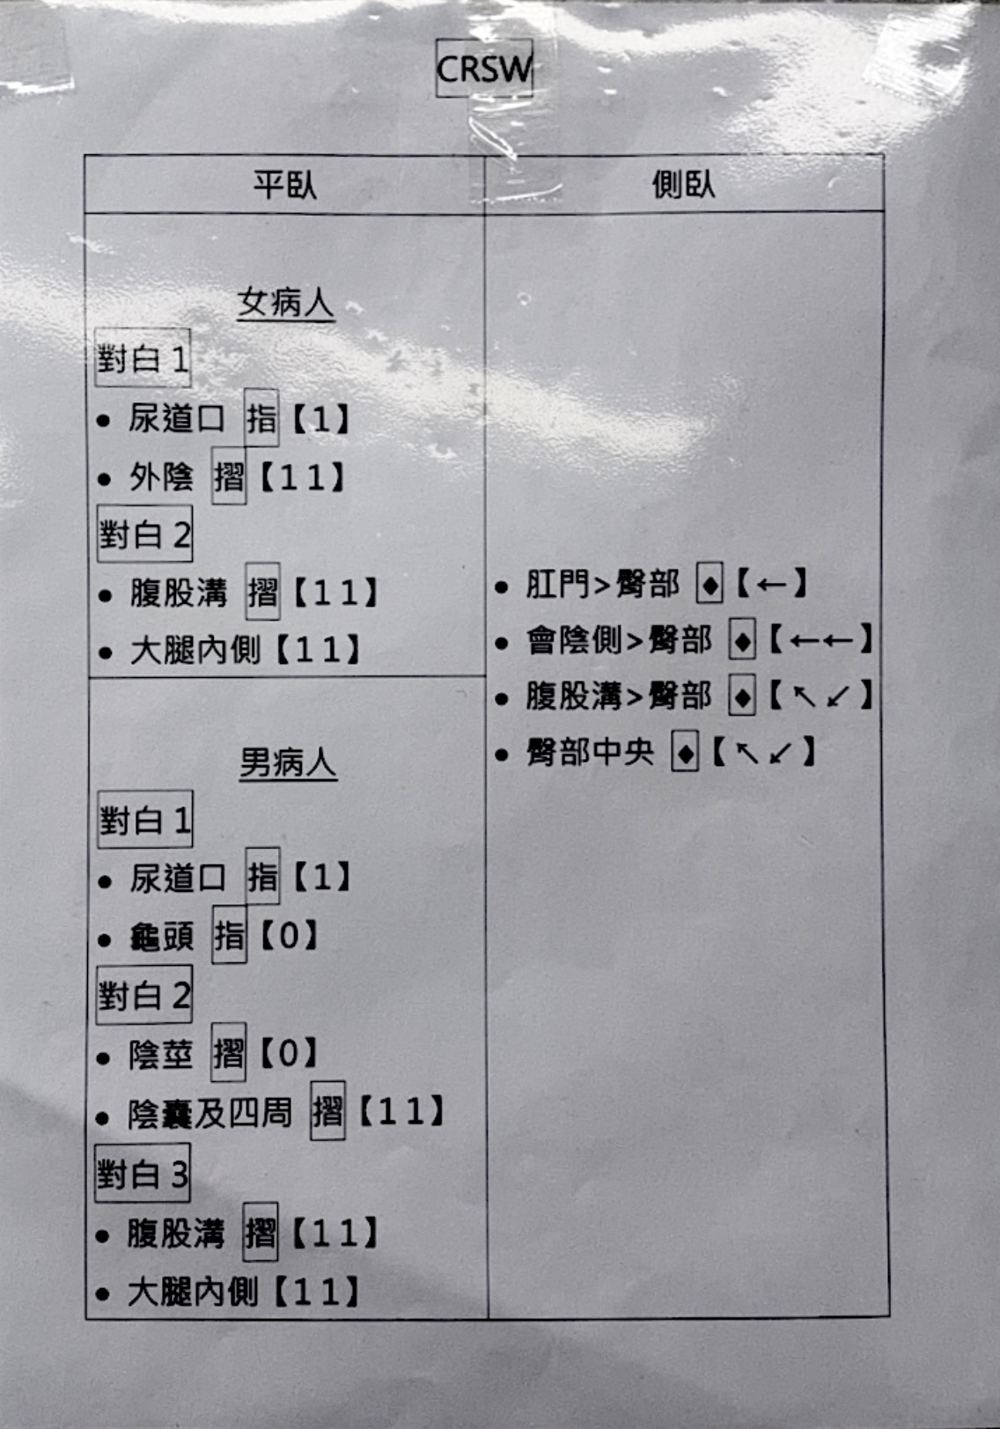 CRSW
平臥
側臥
女病人
對白 1
• 尿道口 指【1】
• 外陰 摺【11】
對白 2
• 腹股溝 摺【11】
• 大腿內側【11】
男病人
對白 1
• 尿道口 指【1】
• 龜頭 指【0】
對白 2
• 陰莖 摺【0】
• 陰囊及四周 摺【11】
對白 3
• 腹股溝 摺【11】
• 大腿內側【11】
• 肛門>臀部 ♦【←】
• 會陰側>臀部 ♦【←←】
• 腹股溝>臀部 ♦【↖↙】
• 臀部中央 ♦【↖↙】